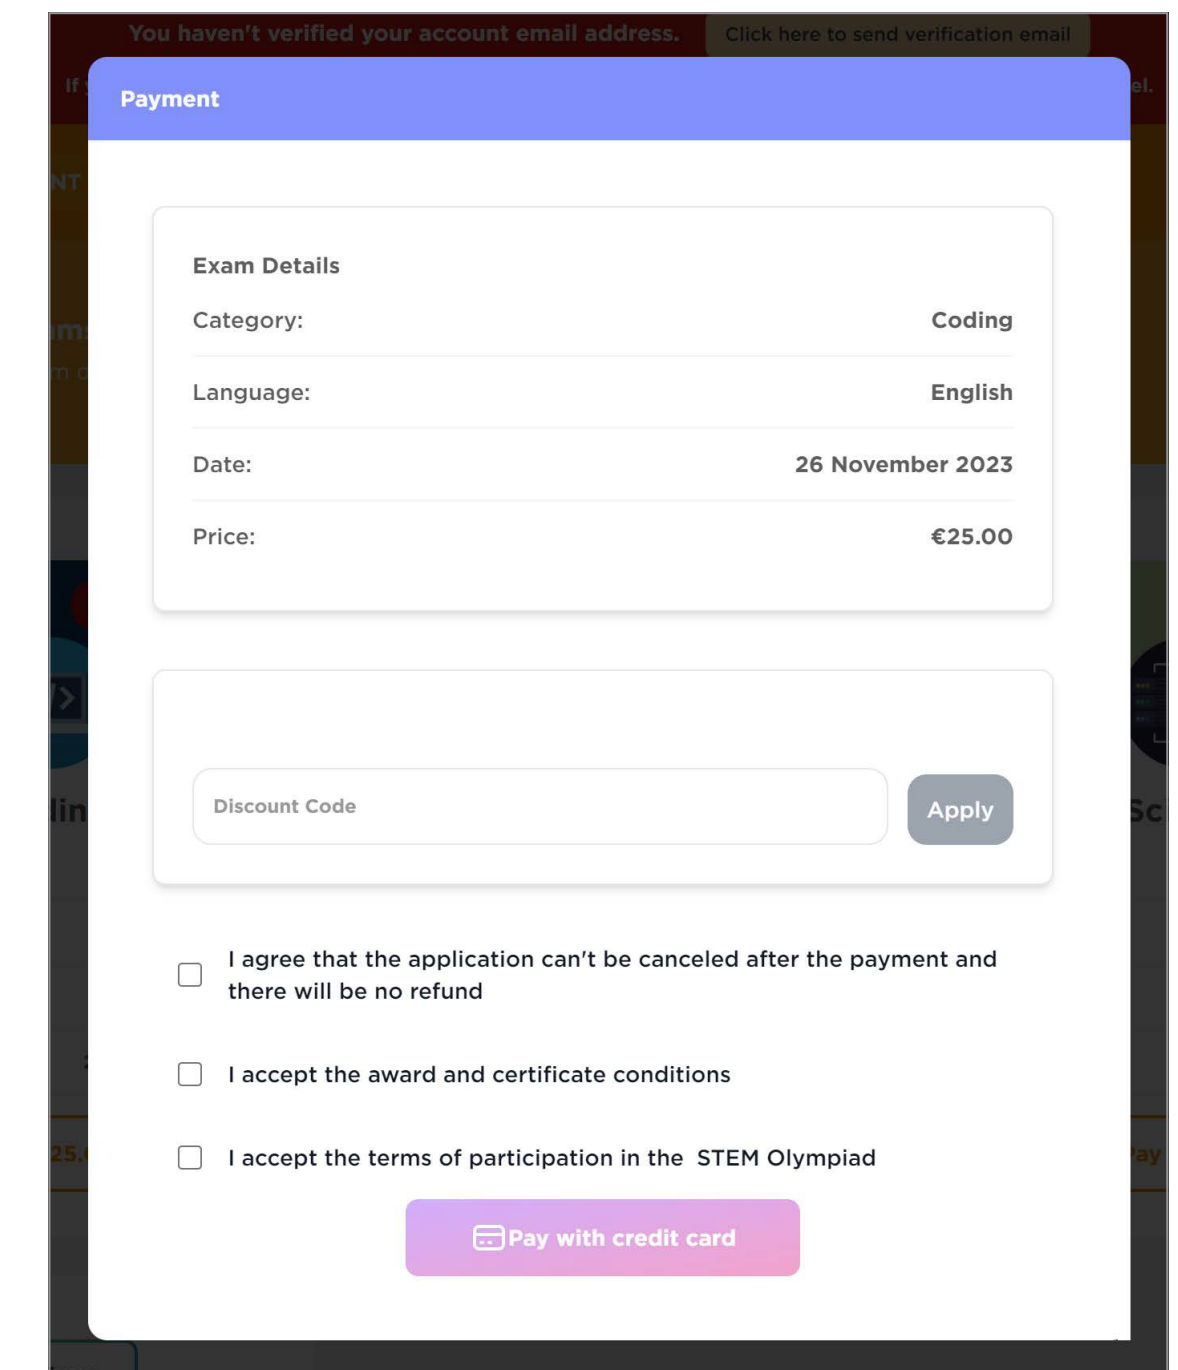 You haven't verified your account email address.
Click here to send verification email
If
el.
Payment
NT
Exam Details
Category:
Coding
Language:
English
Date:
26 November 2023
Price:
€25.00
Discount Code
Apply
I agree that the application can't be canceled after the payment and
there will be no refund
I accept the award and certificate conditions
I accept the terms of participation in the STEM Olympiad
Pay with credit card